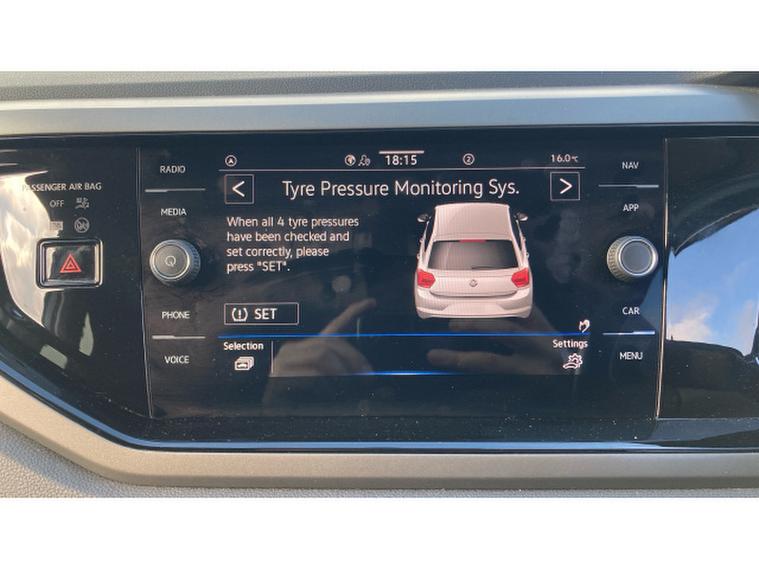 PASSENGER AIR BAG
OFF
RADIO
MEDIA
PHONE
VOICE
18:15
2
16.0°C
< Tyre Pressure Monitoring Sys. >
When all 4 tyre pressures
have been checked and
set correctly, please
press "SET".
(!) SET
Selection
Settings
NAV
APP
CAR
MENU